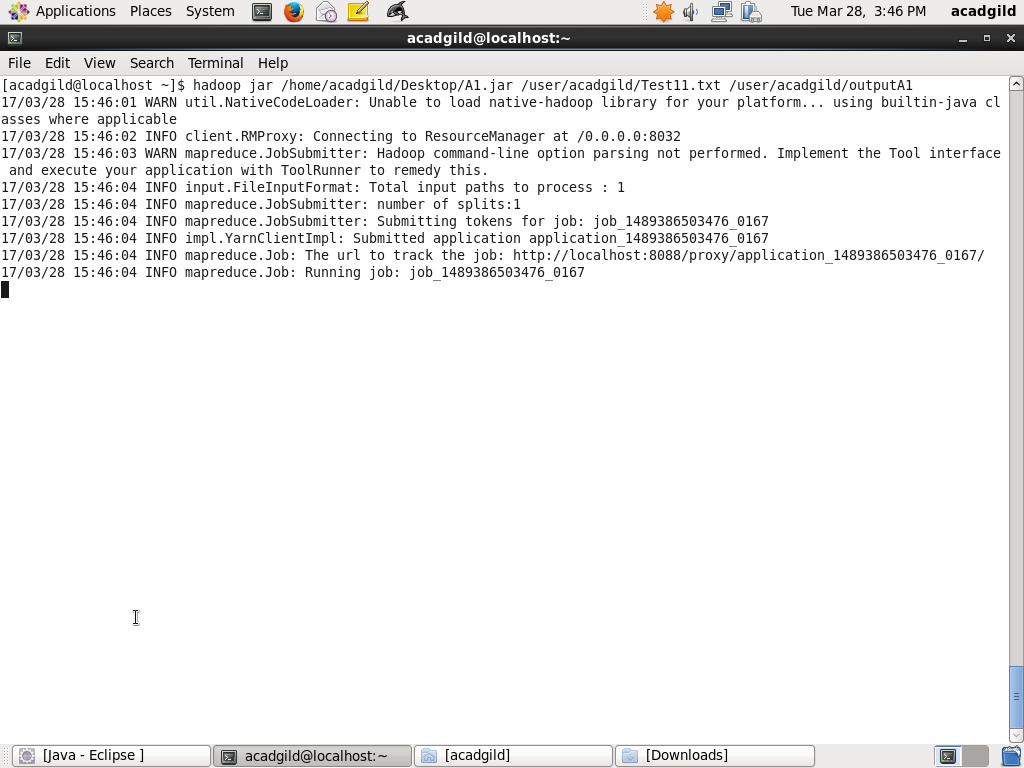 Applications Places System Tue Mar 28, 3:46 PM acadgild
acadgild@localhost:~
File Edit View Search Terminal Help
[acadgild@localhost ~]$ hadoop jar /home/acadgild/Desktop/A1.jar /user/acadgild/Test11.txt /user/acadgild/outputA1
17/03/28 15:46:01 WARN util.NativeCodeLoader: Unable to load native-hadoop library for your platform... using builtin-java cl
asses where applicable
17/03/28 15:46:02 INFO client.RMProxy: Connecting to ResourceManager at /0.0.0.0:8032
17/03/28 15:46:03 WARN mapreduce.JobSubmitter: Hadoop command-line option parsing not performed. Implement the Tool interface
 and execute your application with ToolRunner to remedy this.
17/03/28 15:46:04 INFO input.FileInputFormat: Total input paths to process : 1
17/03/28 15:46:04 INFO mapreduce.JobSubmitter: number of splits:1
17/03/28 15:46:04 INFO mapreduce.JobSubmitter: Submitting tokens for job: job_1489386503476_0167
17/03/28 15:46:04 INFO impl.YarnClientImpl: Submitted application application_1489386503476_0167
17/03/28 15:46:04 INFO mapreduce.Job: The url to track the job: http://localhost:8088/proxy/application_1489386503476_0167/
17/03/28 15:46:04 INFO mapreduce.Job: Running job: job_1489386503476_0167
[Java - Eclipse ] acadgild@localhost:~ [acadgild] [Downloads]